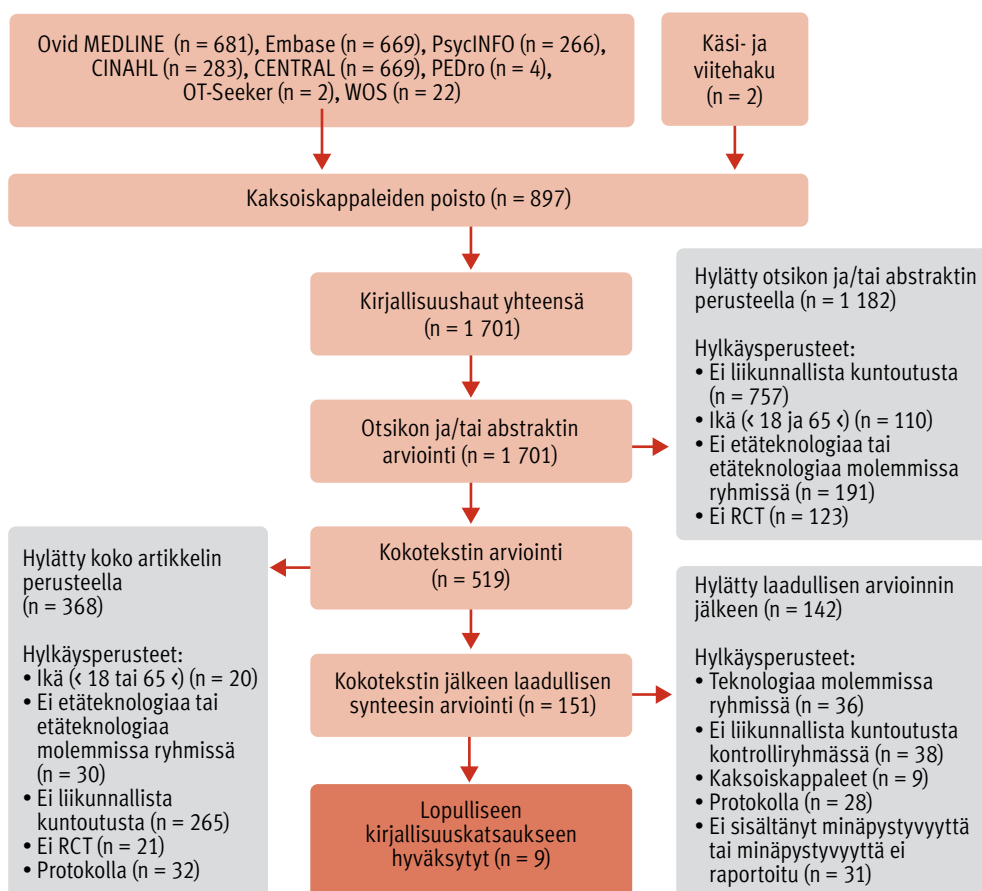 Ovid MEDLINE (n = 681), Embase (n = 669), PsycINFO (n = 266),
CINAHL (n = 283), CENTRAL (n = 669), PEDro (n = 4),
OT-Seeker (n = 2), WOS (n = 22)
Käsi- ja
viitehaku
(n = 2)
Kaksoiskappaleiden poisto (n = 897)
Kirjallisuushaut yhteensä
(n = 1 701)
Hylätty otsikon ja/tai abstraktin
perusteella (n = 1 182)
Hylkäysperusteet:
• Ei liikunnallista kuntoutusta
(n = 757)
• Ikä (< 18 ja 65 <) (n = 110)
• Ei etäteknologiaa tai
etäteknologiaa molemmissa
ryhmissä (n = 191)
• Ei RCT (n = 123)
Otsikon ja/tai abstraktin
arviointi (n = 1 701)
Kokotekstin arviointi
(n = 519)
Hylätty koko artikkelin
perusteella
(n = 368)
Hylkäysperusteet:
• Ikä (< 18 tai 65 <) (n = 20)
• Ei etäteknologiaa tai
etäteknologiaa
molemmissa ryhmissä
(n = 30)
• Ei liikunnallista
kuntoutusta (n = 265)
• Ei RCT (n = 21)
• Protokolla (n = 32)
Kokotekstin jälkeen laadullisen
synteesin arviointi (n = 151)
Hylätty laadullisen arvioinnin
jälkeen (n = 142)
Hylkäysperusteet:
• Teknologiaa molemmissa
ryhmissä (n = 36)
• Ei liikunnallista kuntoutusta
kontrolliryhmässä (n = 38)
• Kaksoiskappaleet (n = 9)
• Protokolla (n = 28)
• Ei sisältänyt minäpystyvyyttä
tai minäpystyvyyttä ei
raportoitu (n = 31)
Lopulliseen
kirjallisuuskatsaukseen
hyväksytyt (n = 9)